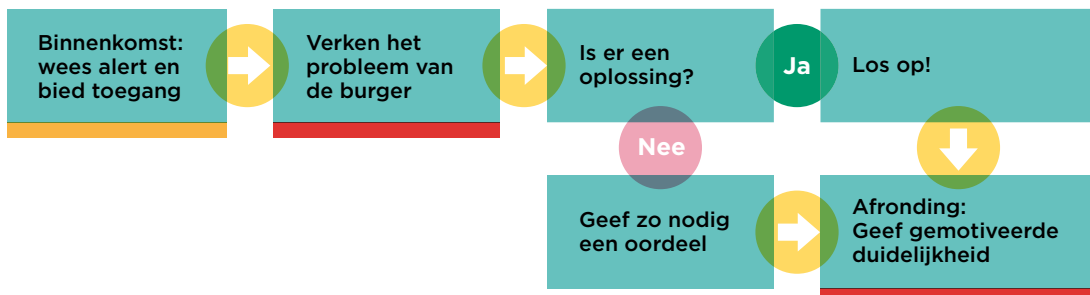 Binnenkomst:
wees alert en
bied toegang
Verken het
probleem van
de burger
Is er een
oplossing?
Ja
Los op!
Nee
Geef zo nodig
een oordeel
Afronding:
Geef gemotiveerde
duidelijkheid